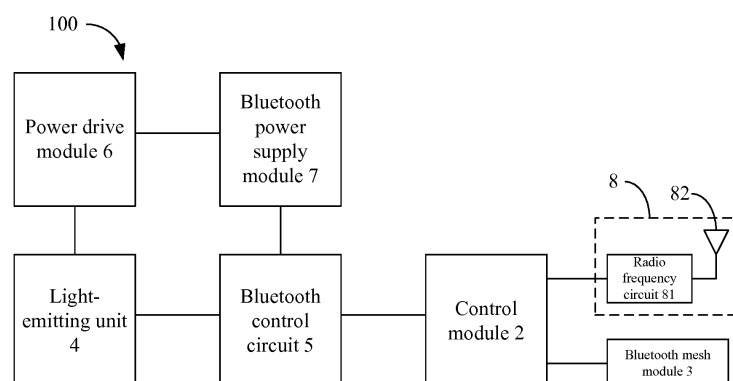 100
Power drive
module 6
Bluetooth
power
supply
module 7
8
82
Radio
frequency
circuit 81
Light-
emitting unit
4
Bluetooth
control
circuit 5
Control
module 2
Bluetooth mesh
module 3